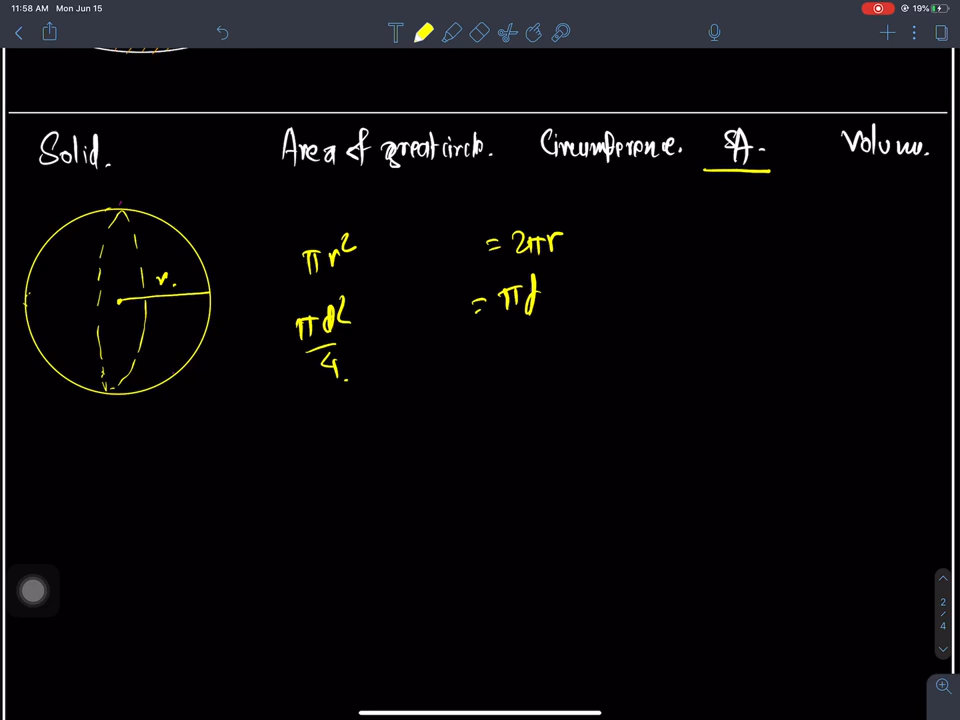 11:58 AM Mon Jun 15
19%
Solid. Area of great circle. Circumference. SA. Volume.
r.
πr² = 2πr
πd²/4. = πd
2/4